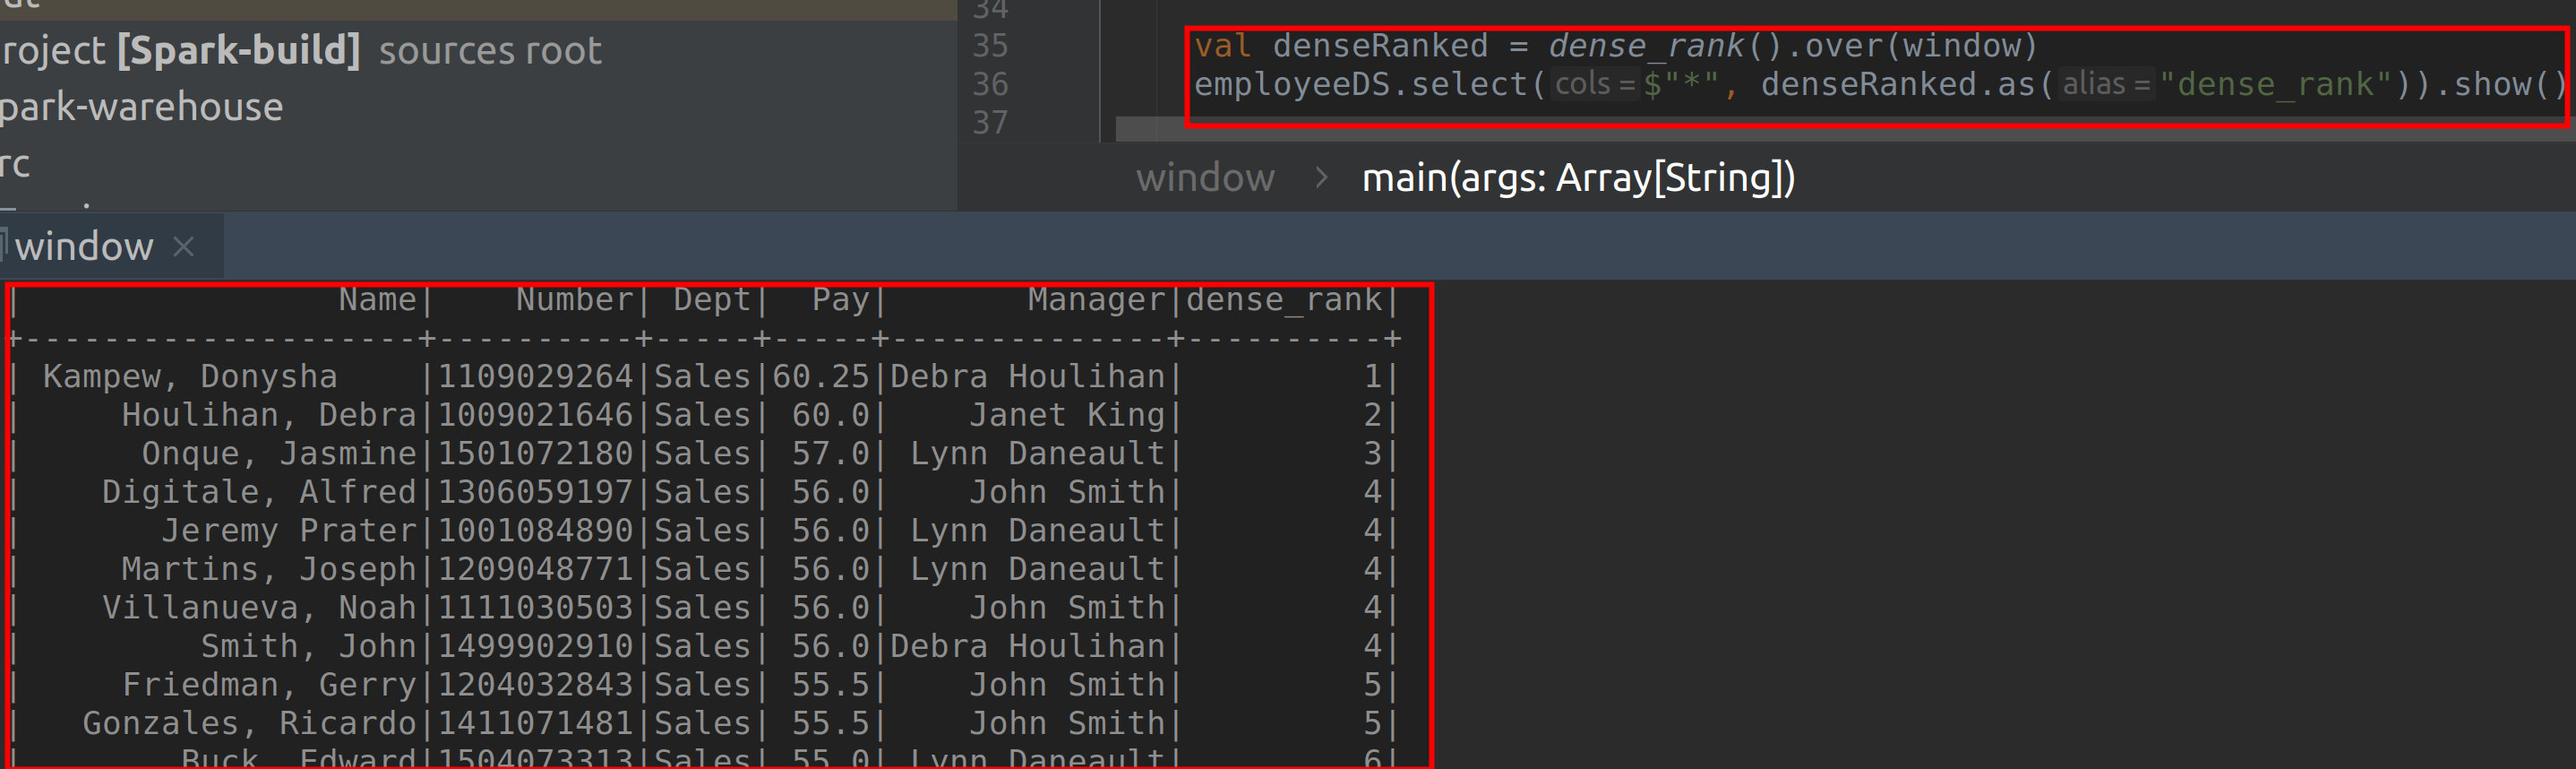 roject [Spark-build] sources root
park-warehouse
rc
34
35 val denseRanked = dense_rank().over(window)
36 employeeDS.select( cols = $"*", denseRanked.as( alias = "dense_rank")).show()
37
window > main(args: Array[String])
window ×
| Name| Number| Dept| Pay| Manager|dense_rank|
+--------------------+----------+-----+-----+--------------+----------+
| Kampew, Donysha |1109029264|Sales|60.25|Debra Houlihan| 1|
| Houlihan, Debra|1009021646|Sales| 60.0| Janet King| 2|
| Onque, Jasmine|1501072180|Sales| 57.0| Lynn Daneault| 3|
| Digitale, Alfred|1306059197|Sales| 56.0| John Smith| 4|
| Jeremy Prater|1001084890|Sales| 56.0| Lynn Daneault| 4|
| Martins, Joseph|1209048771|Sales| 56.0| Lynn Daneault| 4|
| Villanueva, Noah|1111030503|Sales| 56.0| John Smith| 4|
| Smith, John|1499902910|Sales| 56.0|Debra Houlihan| 4|
| Friedman, Gerry|1204032843|Sales| 55.5| John Smith| 5|
| Gonzales, Ricardo|1411071481|Sales| 55.5| John Smith| 5|
| Buck, Edward|1504073313|Sales| 55.0| Lynn Daneault| 6|